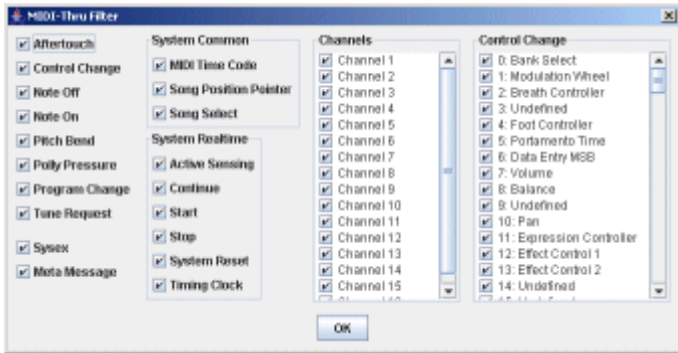 MIDI-Thru Filter
Aftertouch
Control Change
Note Off
Note On
Pitch Bend
Polly Pressure
Program Change
Tune Request
Sysex
Meta Message
System Common
MIDI Time Code
Song Position Pointer
Song Select
System Realtime
Active Sensing
Continue
Start
Stop
System Reset
Timing Clock
Channels
Channel 1
Channel 2
Channel 3
Channel 4
Channel 5
Channel 6
Channel 7
Channel 8
Channel 9
Channel 10
Channel 11
Channel 12
Channel 13
Channel 14
Channel 15
Control Change
0: Bank Select
1: Modulation Wheel
2: Breath Controller
3: Undefined
4: Foot Controller
5: Portamento Time
6: Data Entry MSB
7: Volume
8: Balance
9: Undefined
10: Pan
11: Expression Controller
12: Effect Control 1
13: Effect Control 2
14: Undefined
OK